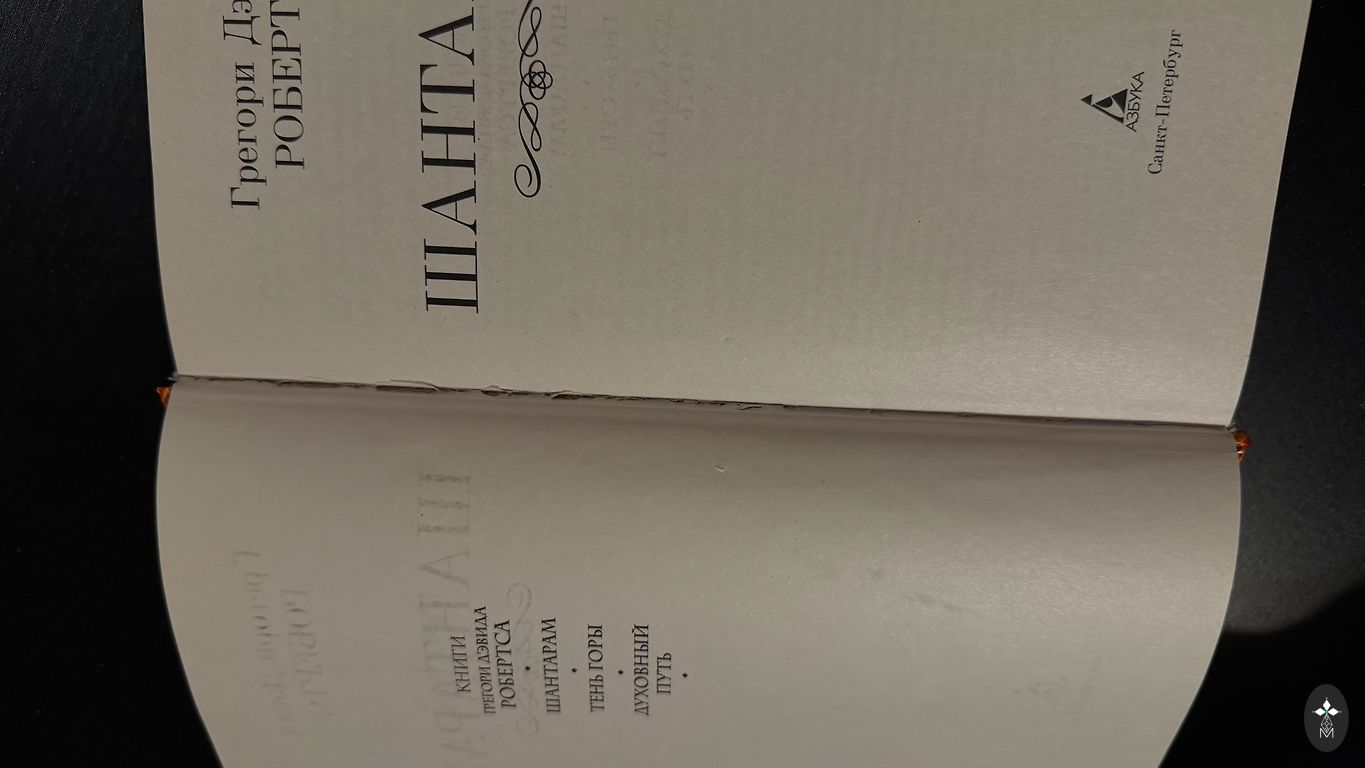 КНИГИ
ГРЕГОРИ ДЭВИДА
РОБЕРТСА
ШАНТАРАМ
ТЕНЬ ГОРЫ
ДУХОВНЫЙ
ПУТЬ
Грегори Дэ
РОБЕРТ
ШАНТА
АЗБУКА
Санкт-Петербург